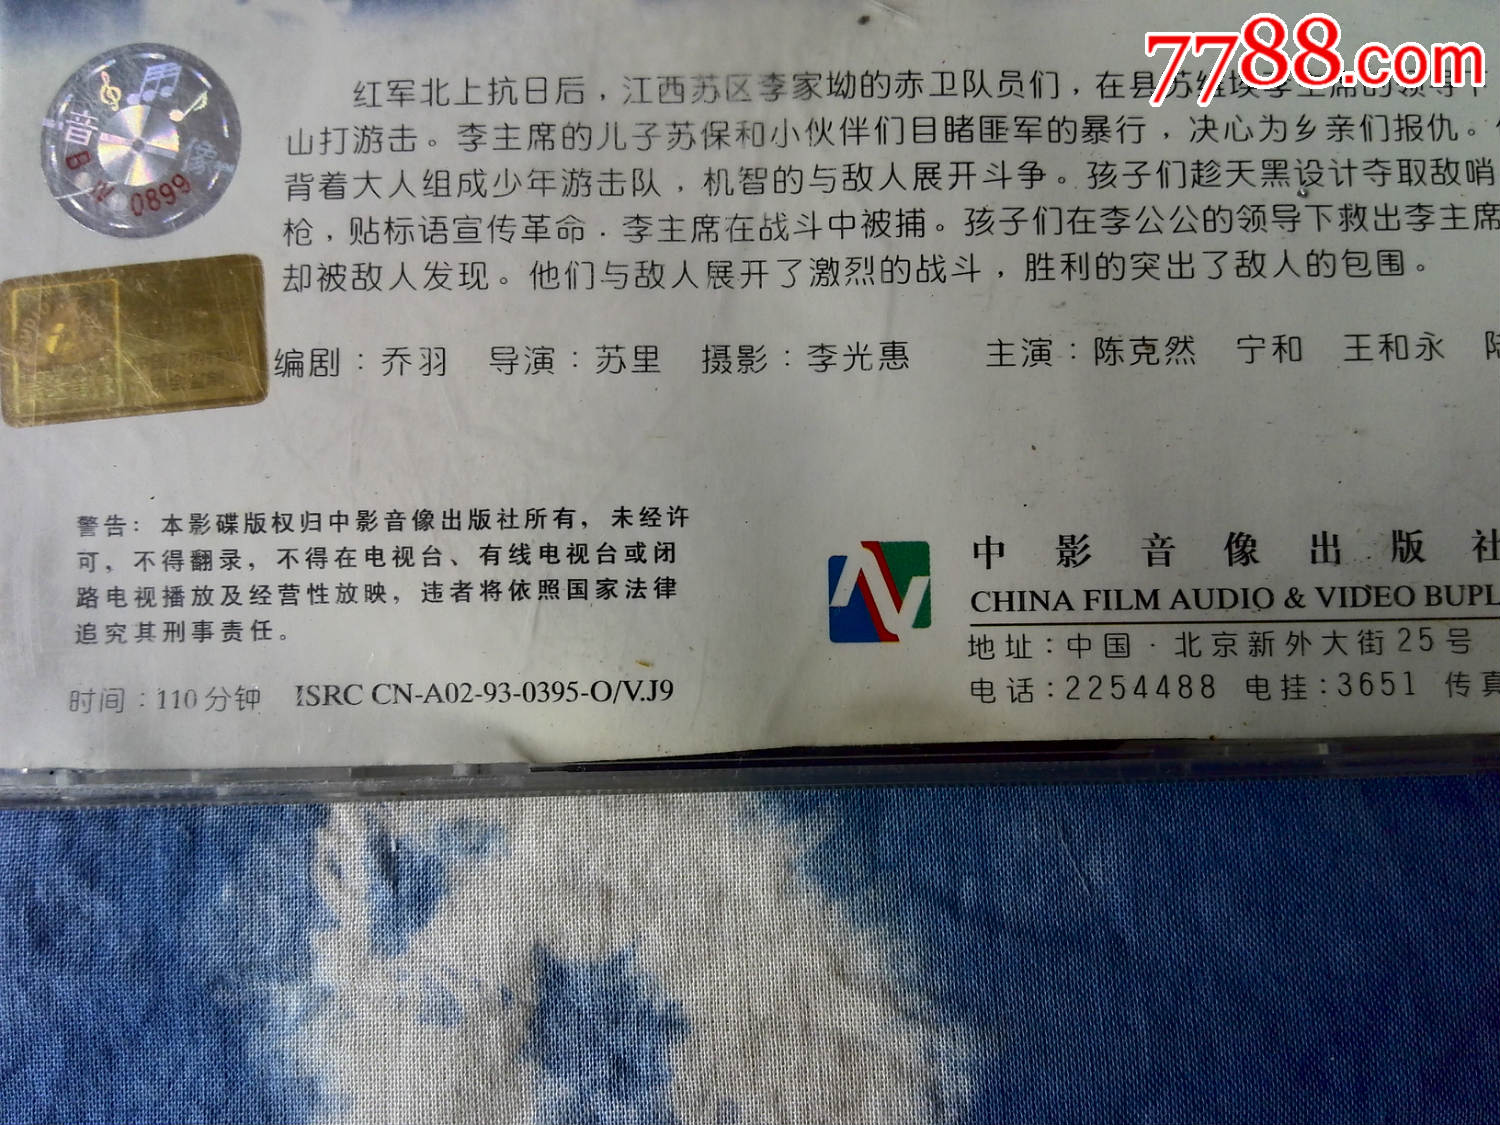 7788.com
红军北上抗日后，江西苏区李家坳的赤卫队员们，在县苏维埃李主席的领导下
山打游击。李主席的儿子苏保和小伙伴们目睹匪军的暴行，决心为乡亲们报仇。
背着大人组成少年游击队，机智的与敌人展开斗争。孩子们趁天黑设计夺取敌哨
枪，贴标语宣传革命．李主席在战斗中被捕。孩子们在李公公的领导下救出李主席
却被敌人发现。他们与敌人展开了激烈的战斗，胜利的突出了敌人的包围。
编剧：乔羽 导演：苏里 摄影：李光惠 主演：陈克然 宁和 王和永
音像
B N 0899
警告：本影碟版权归中影音像出版社所有，未经许
可，不得翻录，不得在电视台、有线电视台或闭
路电视播放及经营性放映，违者将依照国家法律
追究其刑事责任。
时间：110分钟 ISRC CN-A02-93-0395-O/V.J9
中影音像出版社
CHINA FILM AUDIO & VIDEO BUPL
地址：中国·北京新外大街25号
电话：2254488 电挂：3651 传真